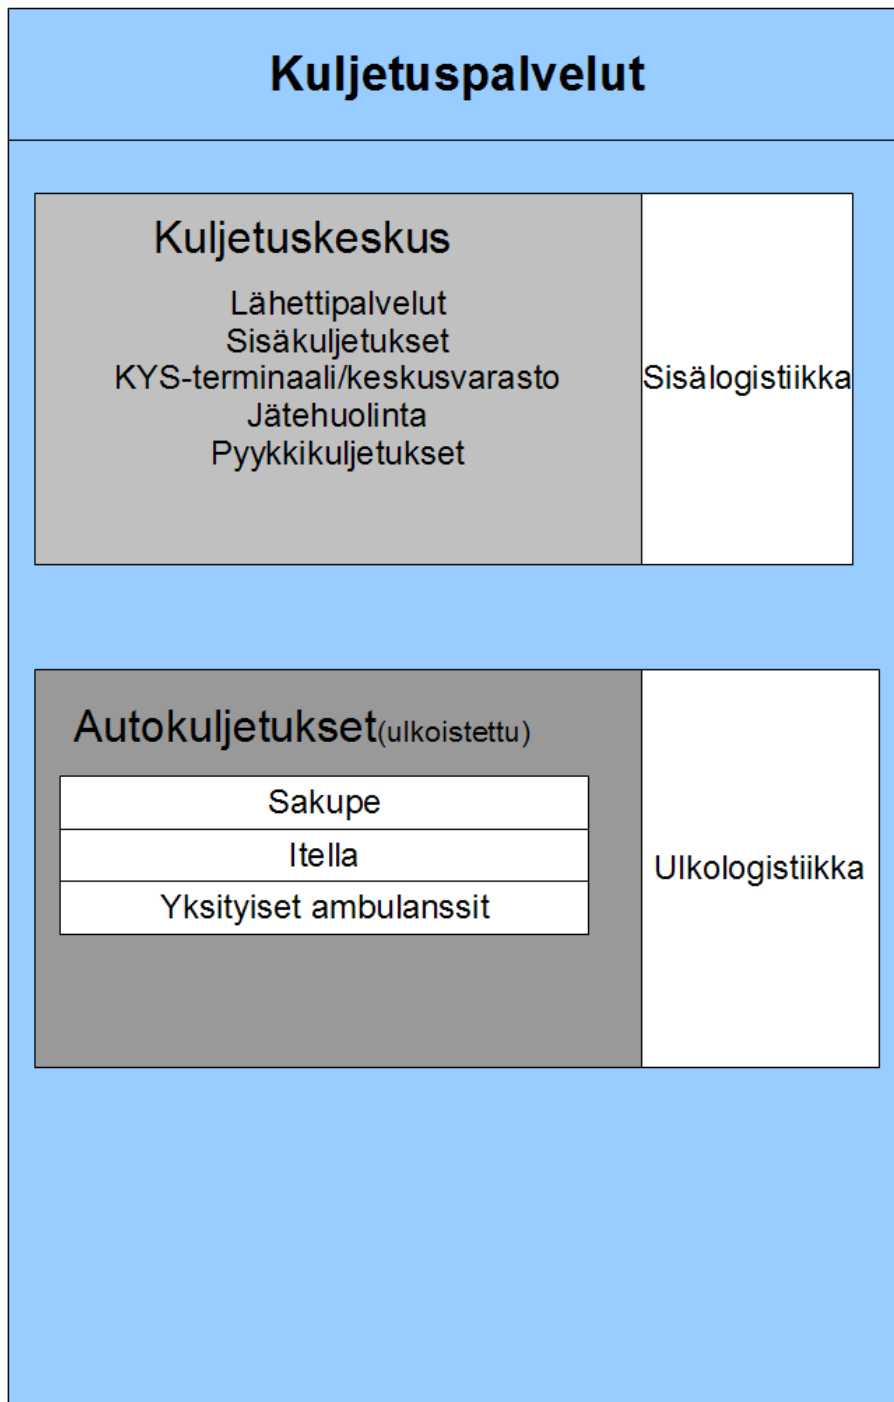 Kuljetuspalvelut
Kuljetuskeskus
Lähettipalvelut
Sisäkuljetukset
KYS-terminaali/keskusvarasto
Jätehuolinta
Pyykkikuljetukset
Sisälogistiikka
Autokuljetukset(ulkoistettu)
Sakupe
Itella
Yksityiset ambulanssit
Ulkologistiikka